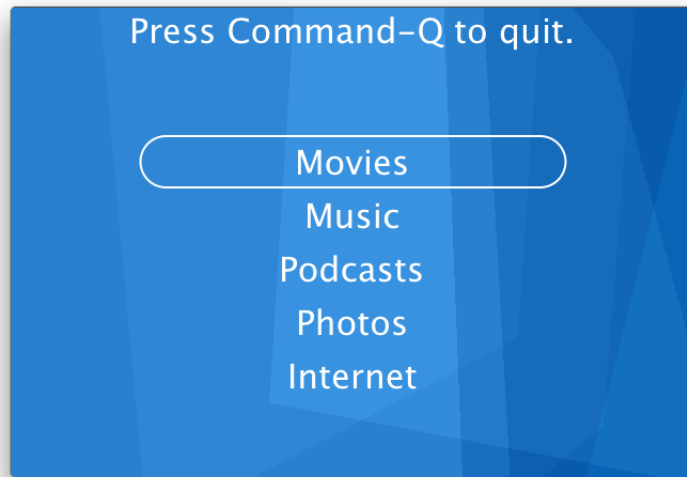 Press Command-Q to quit.
Movies
Music
Podcasts
Photos
Internet